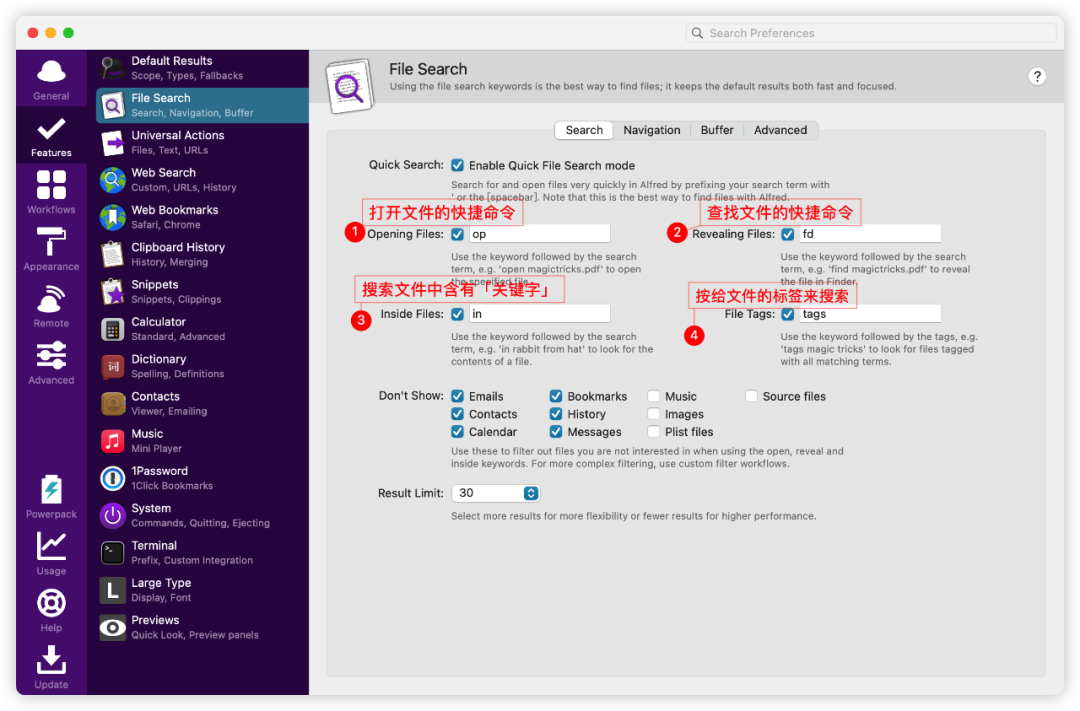 Search Preferences
General
Features
Workflows
Appearance
Remote
Advanced
Powerpack
Usage
Help
Update
Default Results
Scope, Types, Fallbacks
File Search
Search, Navigation, Buffer
Universal Actions
Files, Text, URLs
Web Search
Custom, URLs, History
Web Bookmarks
Safari, Chrome
Clipboard History
History, Merging
Snippets
Snippets, Clippings
Calculator
Standard, Advanced
词
Dictionary
Spelling, Definitions
Contacts
Viewer, Emailing
Music
Mini Player
1Password
1Click Bookmarks
System
Commands, Quitting, Ejecting
Terminal
Prefix, Custom Integration
L
Large Type
Display, Font
Previews
Quick Look, Preview panels
File Search
Using the file search keywords is the best way to find files; it keeps the default results both fast and focused.
?
Search Navigation Buffer Advanced
Quick Search: Enable Quick File Search mode
Search for and open files very quickly in Alfred by prefixing your search term with
' or the [spacebar]. Note that this is the best way to find files with Alfred.
打开文件的快捷命令
1 Opening Files: op
Use the keyword followed by the search
term, e.g. 'open magictricks.pdf' to open
the specified file.
查找文件的快捷命令
2 Revealing Files: fd
Use the keyword followed by the search
term, e.g. 'find magictricks.pdf' to reveal
the file in Finder.
搜索文件中含有「关键字」
3 Inside Files: in
Use the keyword followed by the search
term, e.g. 'in rabbit from hat' to look for the
contents of a file.
按给文件的标签来搜索
4 File Tags: tags
Use the keyword followed by the tags, e.g.
'tags magic tricks' to look for files tagged
with all matching terms.
Don't Show: Emails Bookmarks Music Source files
Contacts History Images
Calendar Messages Plist files
Use these to filter out files you are not interested in when using the open, reveal and
inside keywords. For more complex filtering, use custom filter workflows.
Result Limit: 30
Select more results for more flexibility or fewer results for higher performance.